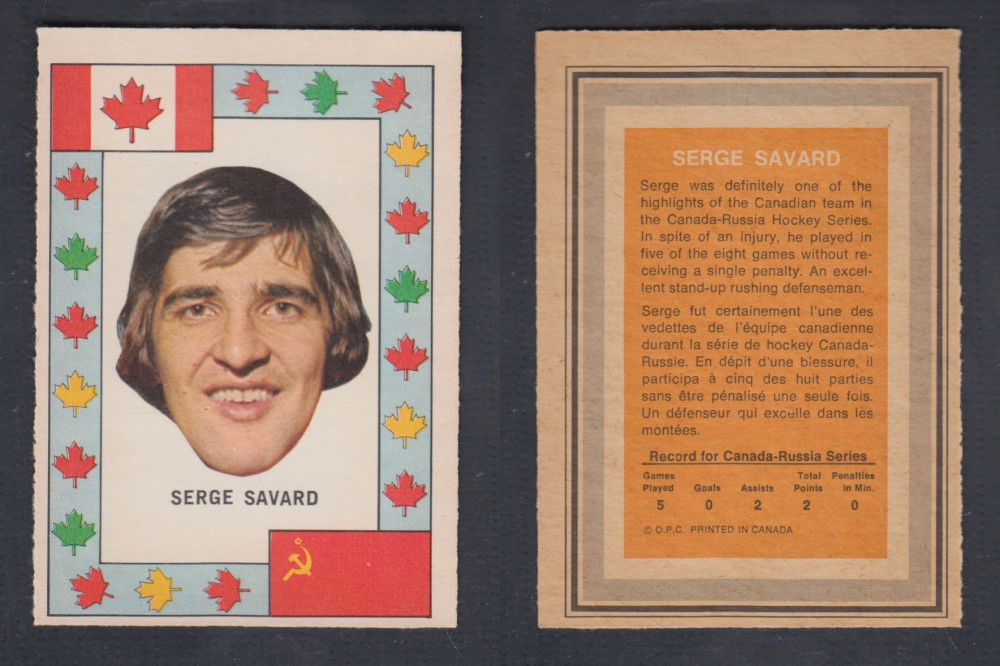 SERGE SAVARD
SERGE SAVARD
Serge was definitely one of the
highlights of the Canadian team in
the Canada-Russia Hockey Series.
In spite of an injury, he played in
five of the eight games without re-
ceiving a single penalty. An excel-
lent stand-up rushing defenseman.
Serge fut certainement l'une des
vedettes de l'équipe canadienne
durant la série de hockey Canada-
Russie. En dépit d'une blessure, il
participa à cinq des huit parties
sans être pénalisé une seule fois.
Un défenseur qui excelle dans les
montées.
Record for Canada-Russia Series
Games Total Penalties
Played Goals Assists Points in Min.
5 0 2 2 0
© O.P.C. PRINTED IN CANADA